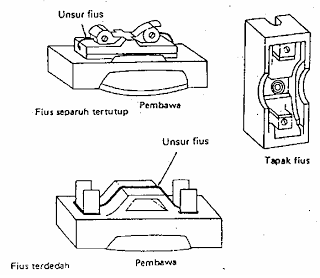 Unsur fius
Fius separuh tertutup
Pembawa
Tapak fius
Unsur fius
Fius terdedah
Pembawa